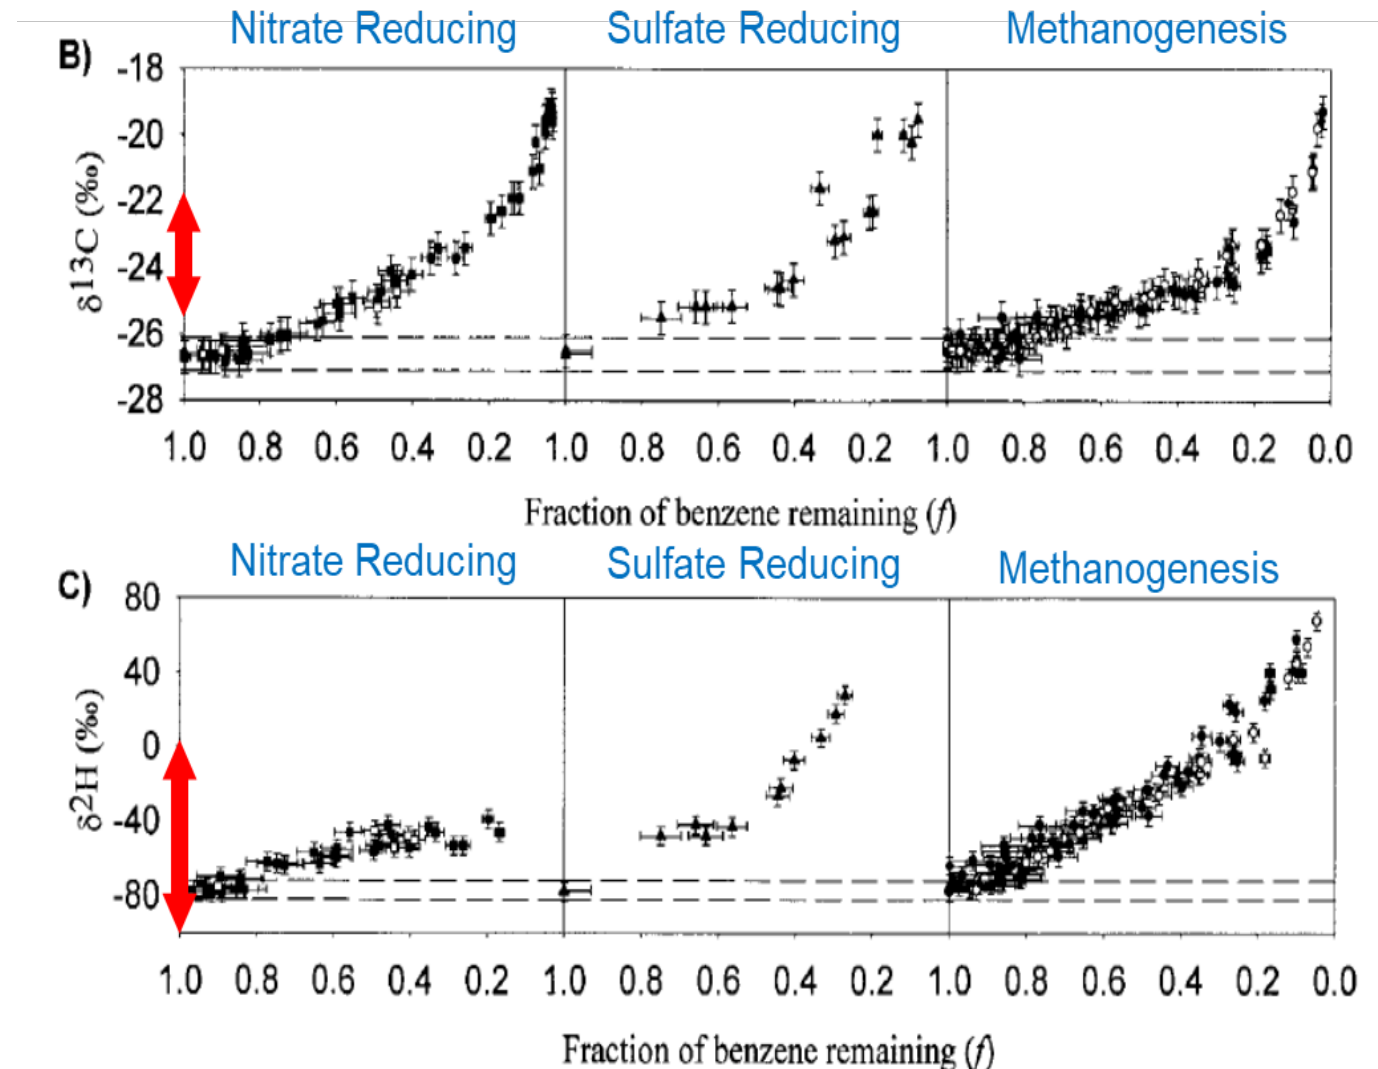 Nitrate Reducing Sulfate Reducing Methanogenesis
B)
-18
-20
-22
-24
-26
-28
δ13C (‰)
1.0 0.8 0.6 0.4 0.2 1.0 0.8 0.6 0.4 0.2 1.0 0.8 0.6 0.4 0.2 0.0
Fraction of benzene remaining (f)
Nitrate Reducing Sulfate Reducing Methanogenesis
C)
80
40
0
-40
-80
δ2H (‰)
1.0 0.8 0.6 0.4 0.2 1.0 0.8 0.6 0.4 0.2 1.0 0.8 0.6 0.4 0.2 0.0
Fraction of benzene remaining (f)